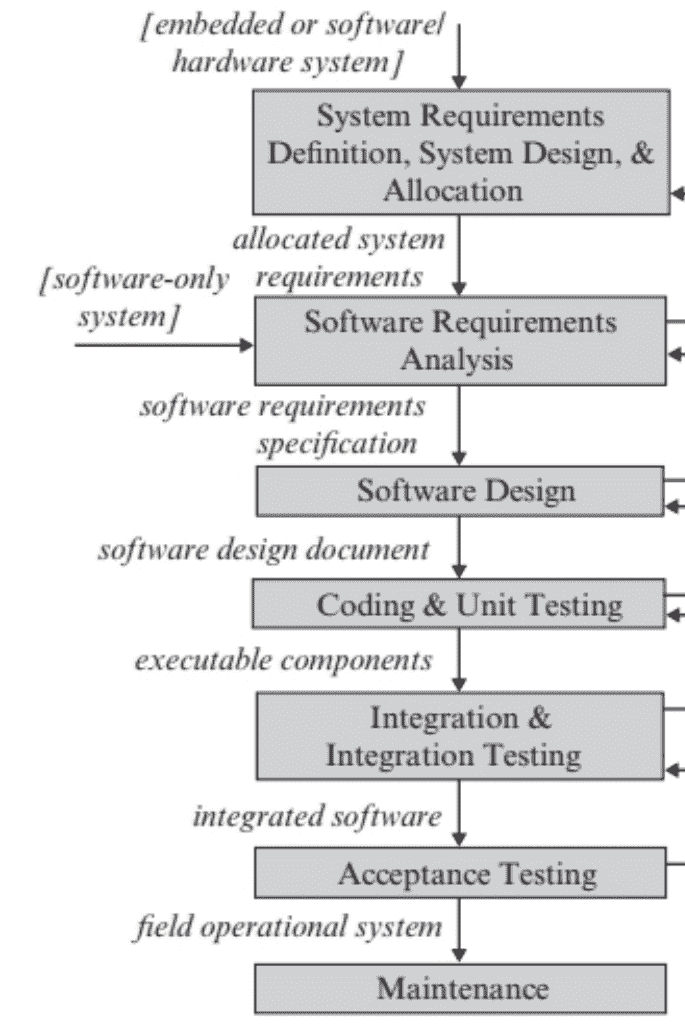 [embedded or software/
hardware system]
System Requirements
Definition, System Design, &
Allocation
allocated system
requirements
[software-only
system]
Software Requirements
Analysis
software requirements
specification
Software Design
software design document
Coding & Unit Testing
executable components
Integration &
Integration Testing
integrated software
Acceptance Testing
field operational system
Maintenance